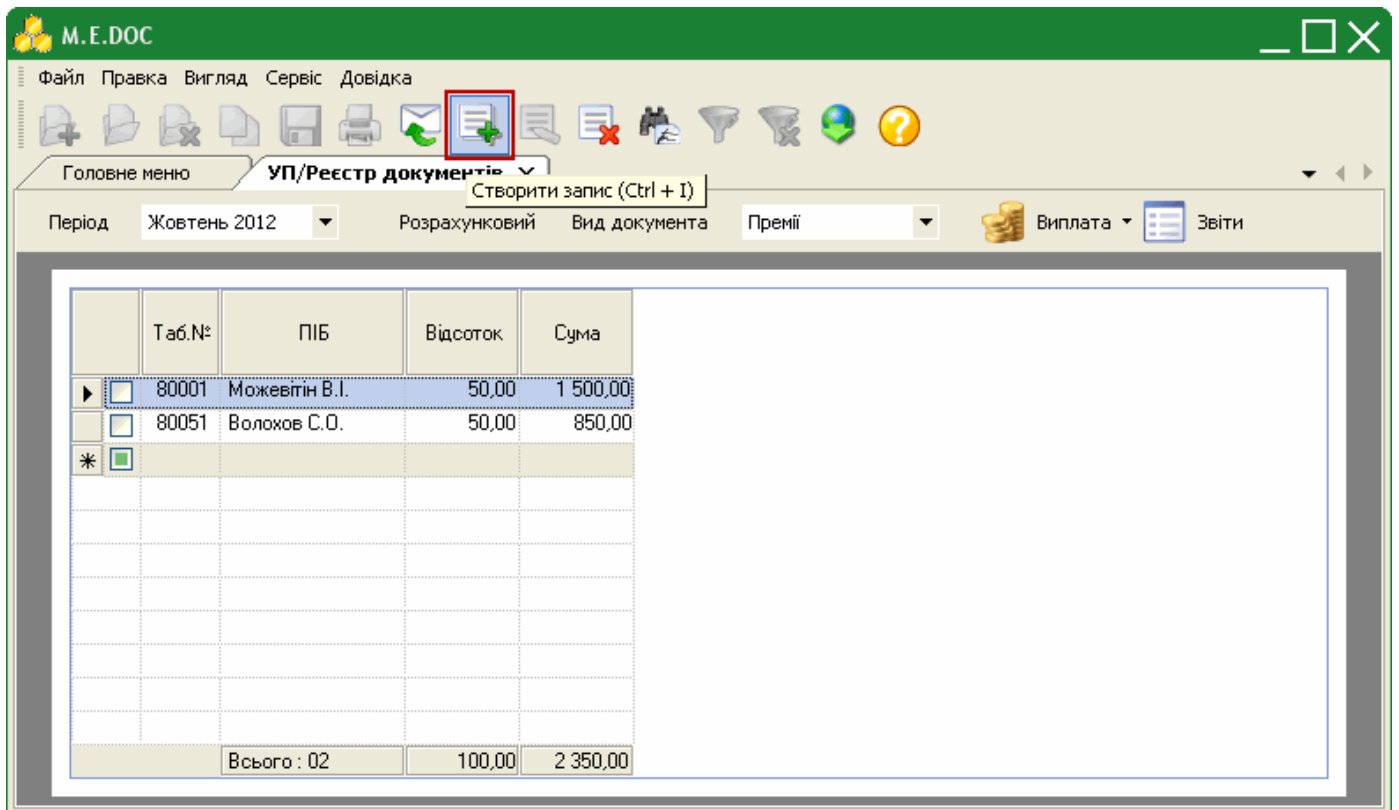 M.E.DOC
Файл Правка Вигляд Сервіс Довідка
Головне меню УП/Реєстр документів
Створити запис (Ctrl + I)
Період Жовтень 2012 Розрахунковий Вид документа Премії Виплата Звіти
Таб.№ ПІБ Відсоток Сума
80001 Можевітін В.І. 50,00 1 500,00
80051 Волохов С.О. 50,00 850,00
Всього : 02 100,00 2 350,00